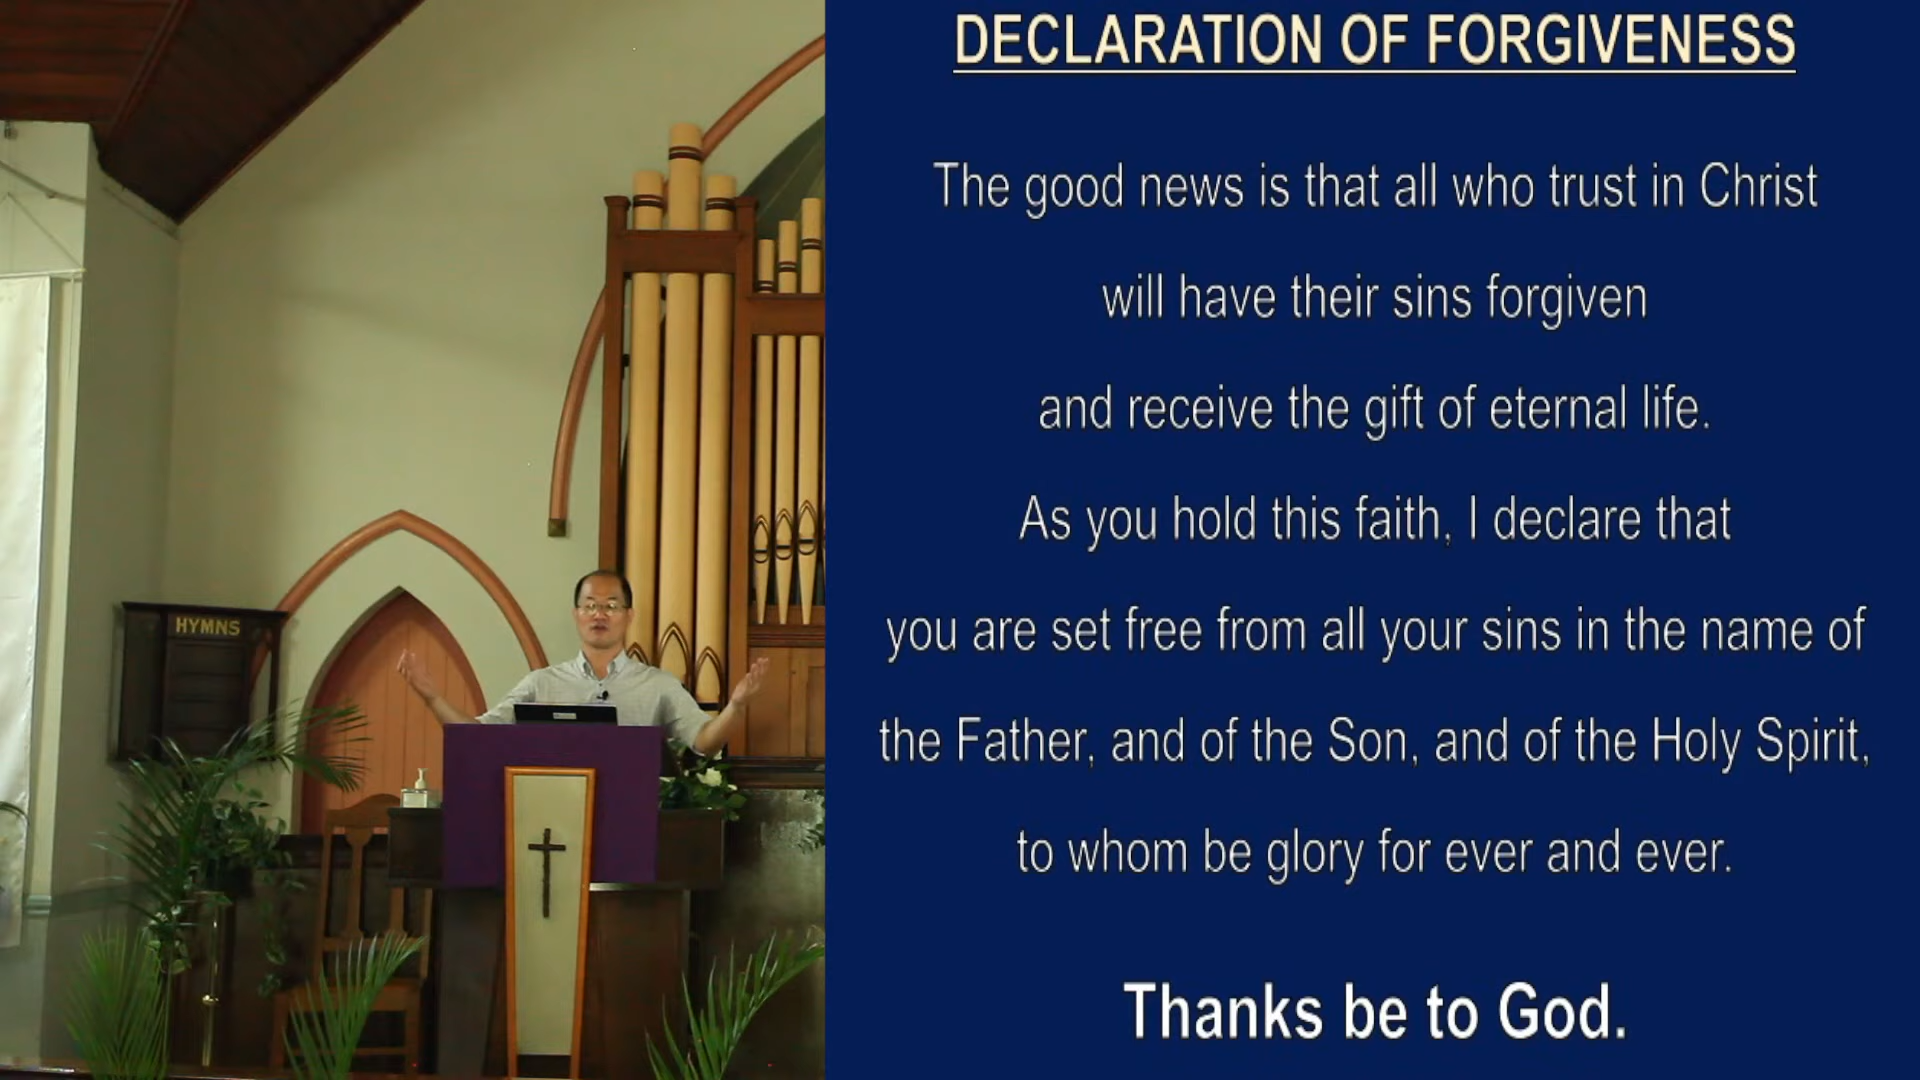 DECLARATION OF FORGIVENESS
The good news is that all who trust in Christ
will have their sins forgiven
and receive the gift of eternal life.
As you hold this faith, I declare that
you are set free from all your sins in the name of
the Father, and of the Son, and of the Holy Spirit,
to whom be glory for ever and ever.
Thanks be to God.
HYMNS